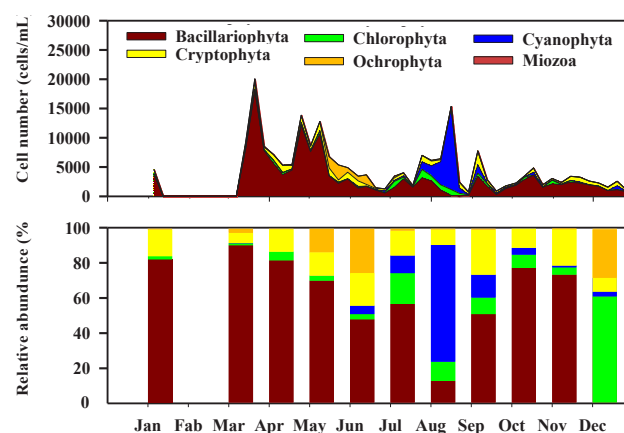 30000
25000
20000
15000
10000
5000
0
Cell number (cells/mL
Bacillariophyta
Chlorophyta
Cyanophyta
Cryptophyta
Ochrophyta
Miozoa
100
80
60
40
20
0
Relative abundance (%
Jan Fab Mar Apr May Jun Jul Aug Sep Oct Nov Dec